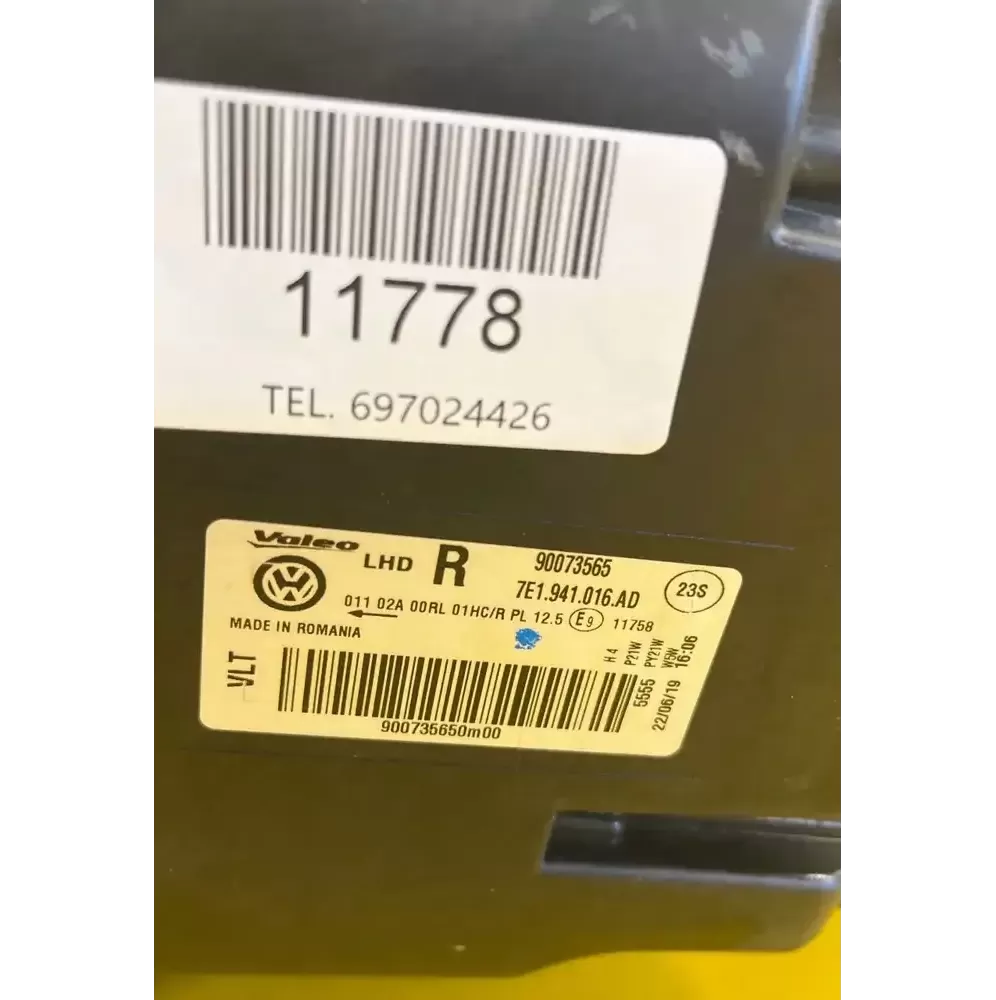 11778
TEL. 697024426
Valeo LHD R 90073565
7E1.941.016.AD 23S
011 02A 00RL 01HC/R PL 12.5 E9 11758
MADE IN ROMANIA
VLT
H4
P21W
PY21W
W5W
5555
22/06/19 16:06
900735650m00